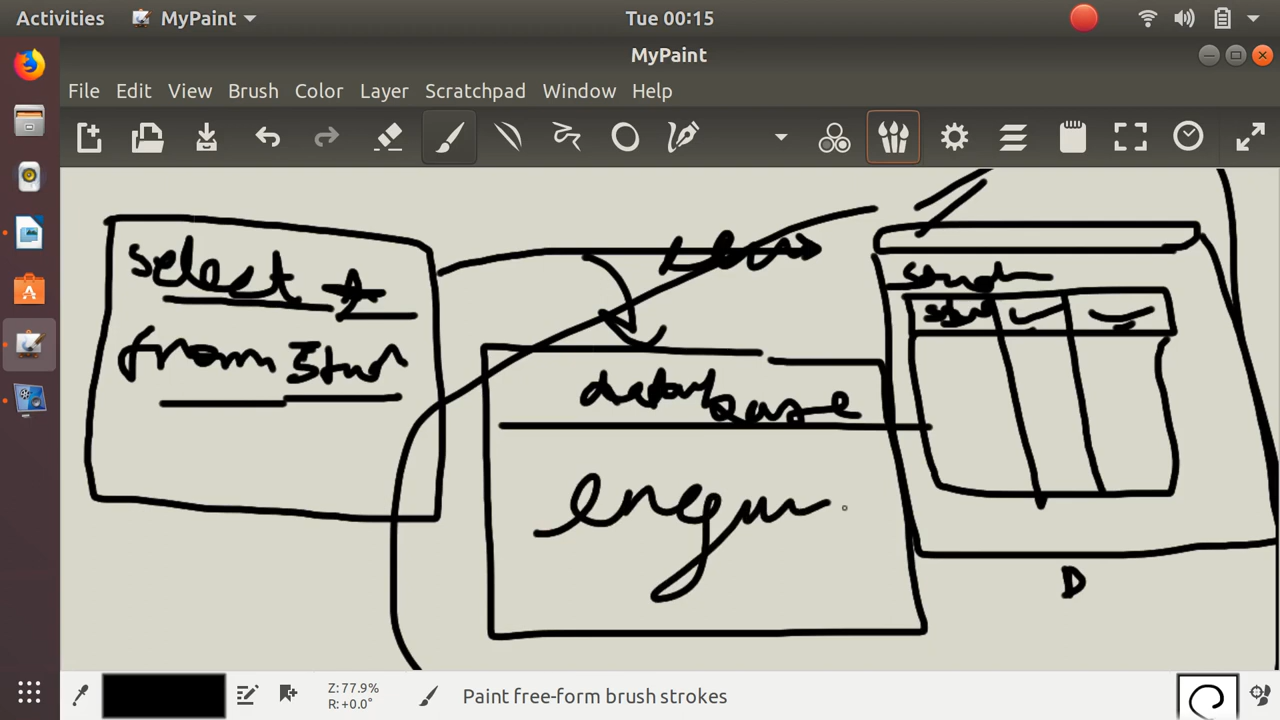 Activities MyPaint Tue 00:15
MyPaint
File Edit View Brush Color Layer Scratchpad Window Help
select *
from Stud
database
D
Z: 77.9%
R: +0.0°
Paint free-form brush strokes